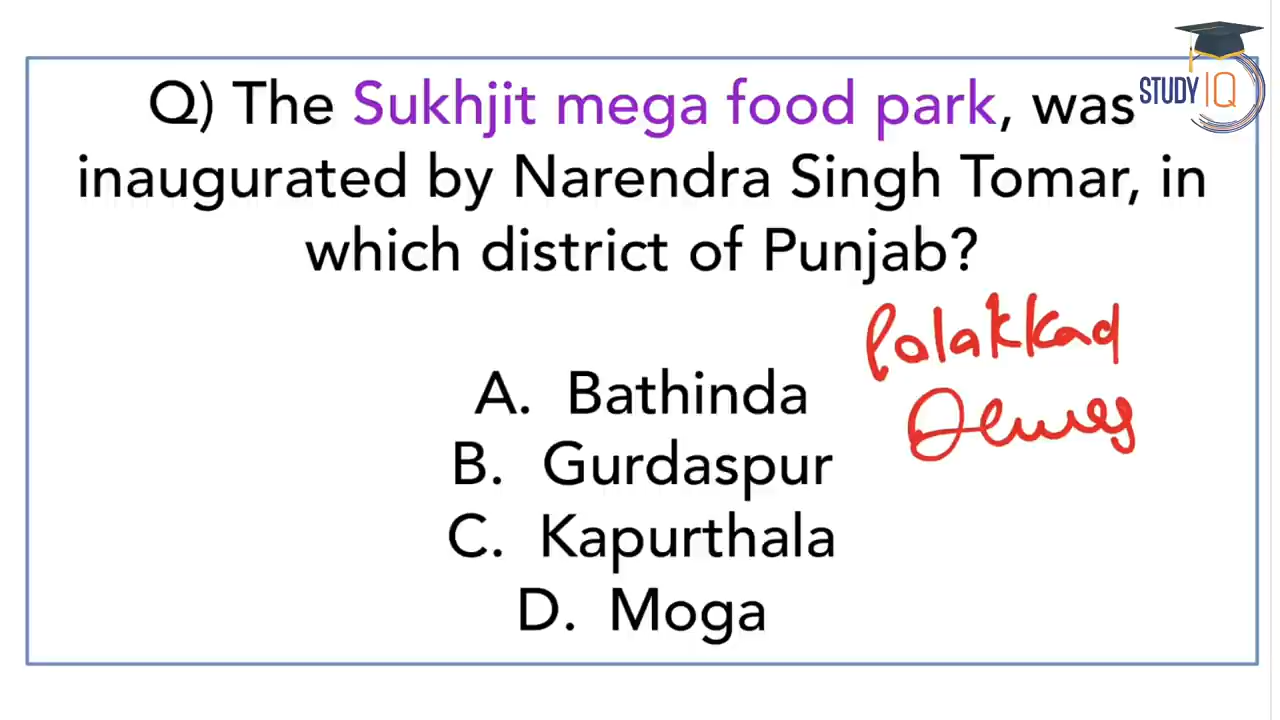 STUDY IQ
Q) The Sukhjit mega food park, was
inaugurated by Narendra Singh Tomar, in
which district of Punjab?
Palakkad
A. Bathinda
Dewas
B. Gurdaspur
C. Kapurthala
D. Moga